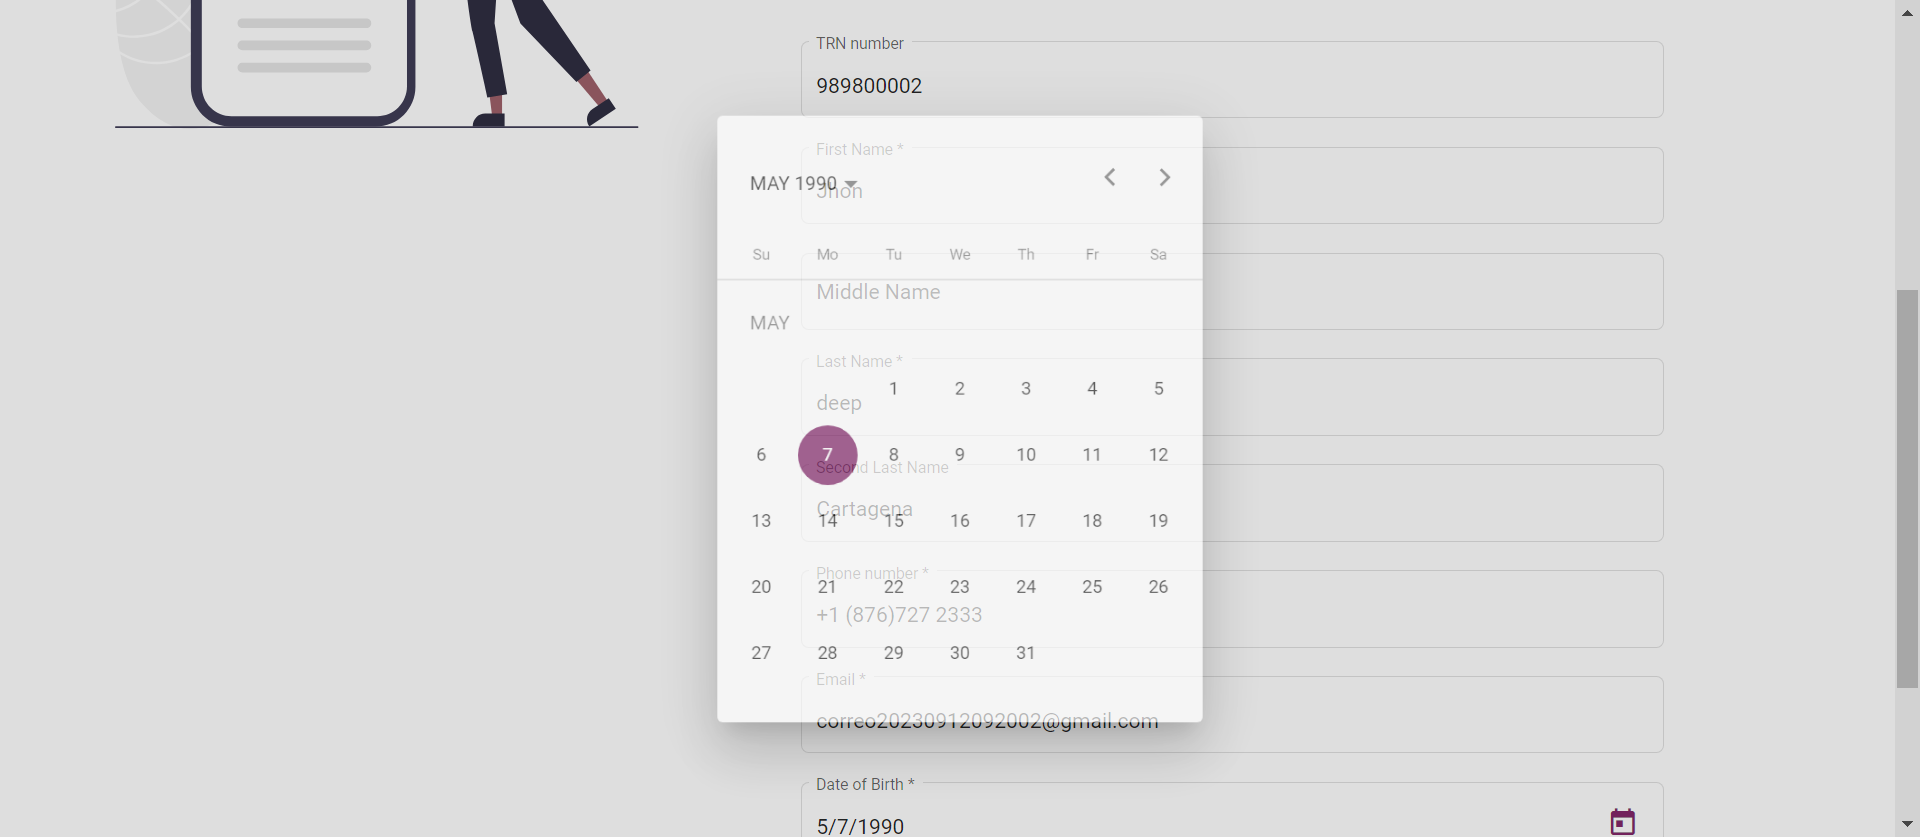 TRN number
989800002
First Name *
MAY 1990
Jhon
Su Mo Tu We Th Fr Sa
Middle Name
MAY
Last Name *
1 2 3 4 5
deep
6 7 8 9 10 11 12
Second Last Name
Cartagena
13 14 15 16 17 18 19
Phone number *
20 21 22 23 24 25 26
+1 (876)727 2333
27 28 29 30 31
Email *
correo20230912092002@gmail.com
Date of Birth *
5/7/1990